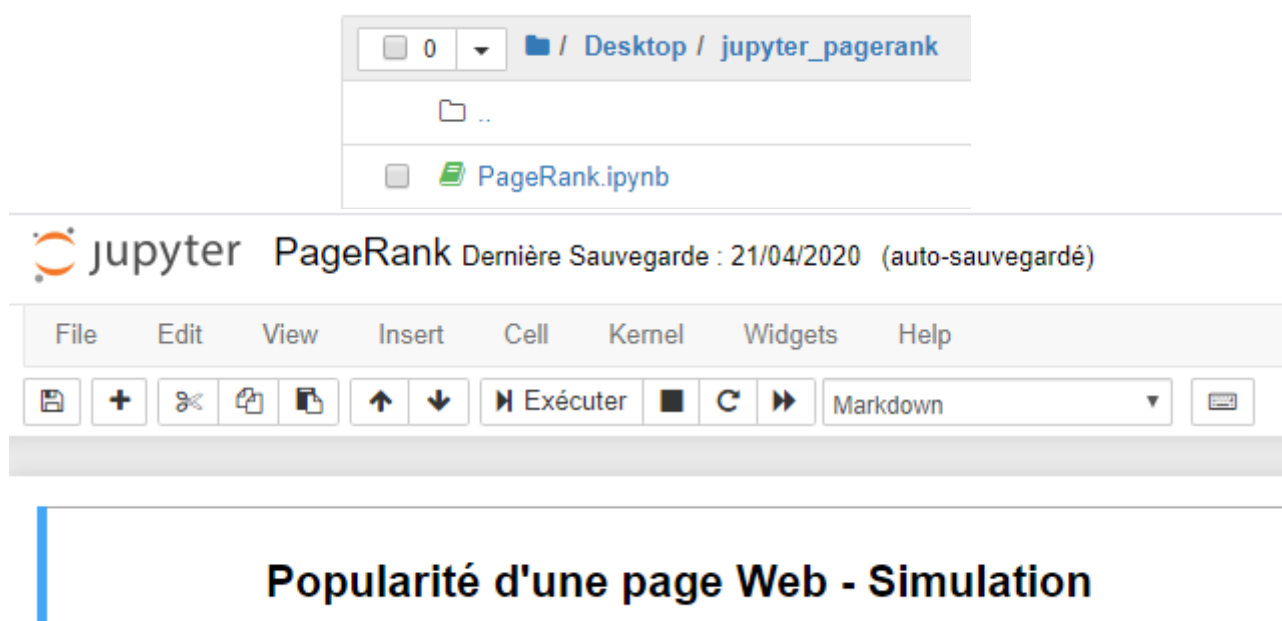 0 / Desktop / jupyter_pagerank
..
PageRank.ipynb
jupyter PageRank Dernière Sauvegarde : 21/04/2020 (auto-sauvegardé)
File Edit View Insert Cell Kernel Widgets Help
Exécuter Markdown
Popularité d'une page Web - Simulation